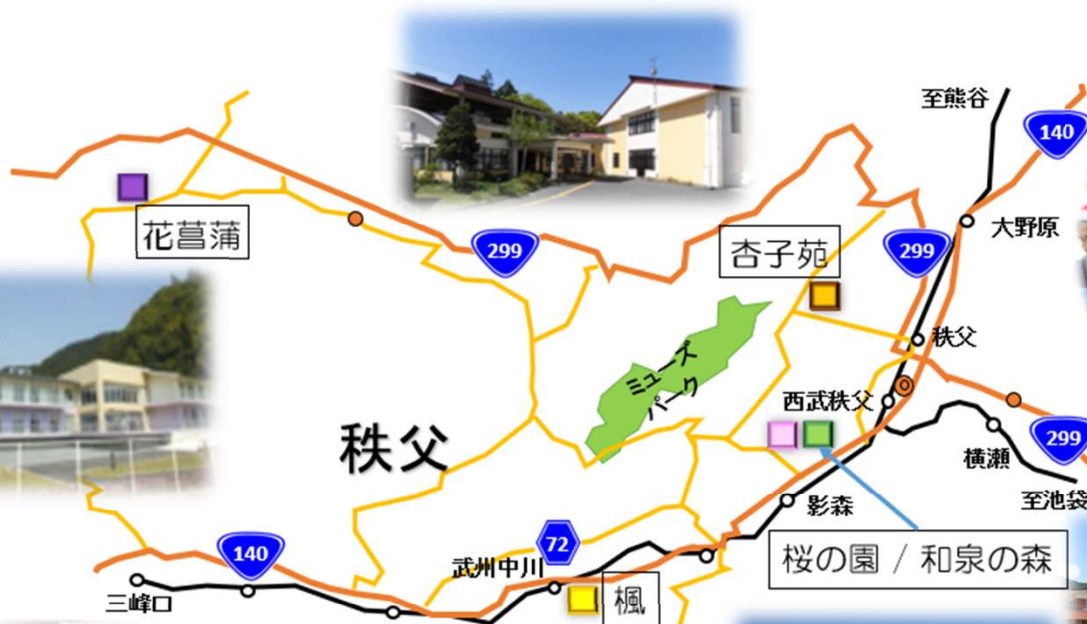 至熊谷
140
大野原
花菖蒲
299
杏子苑
299
秩父
ミューズ
パーク
西武秩父
秩父
299
横瀬
至池袋
影森
140
72
武州中川
桜の園 / 和泉の森
三峰口
楓